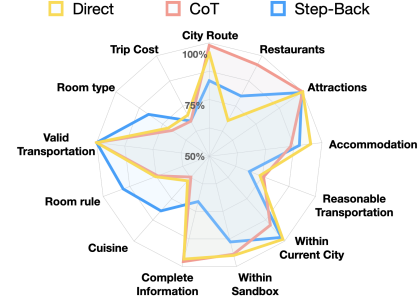 Direct CoT Step-Back
City Route
Trip Cost Restaurants
100%
Room type Attractions
75%
Valid
Transportation
50%
Accommodation
Room rule
Reasonable
Transportation
Cuisine
Within
Current City
Complete
Information
Within
Sandbox